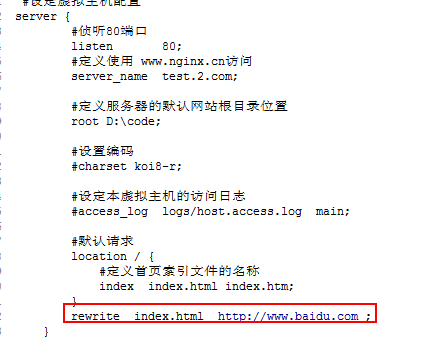 #设定虚拟主机配置
server {
#侦听80端口
listen 80;
#定义使用 www.nginx.cn访问
server_name test.2.com;
#定义服务器的默认网站根目录位置
root D:\code;
#设置编码
#charset koi8-r;
#设定本虚拟主机的访问日志
#access_log logs/host.access.log main;
#默认请求
location / {
#定义首页索引文件的名称
index index.html index.htm;
}
rewrite index.html http://www.baidu.com ;
}